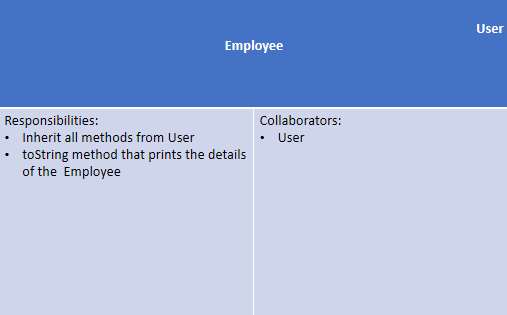 User
Employee
Responsibilities:
• Inherit all methods from User
• toString method that prints the details
of the Employee
Collaborators:
• User